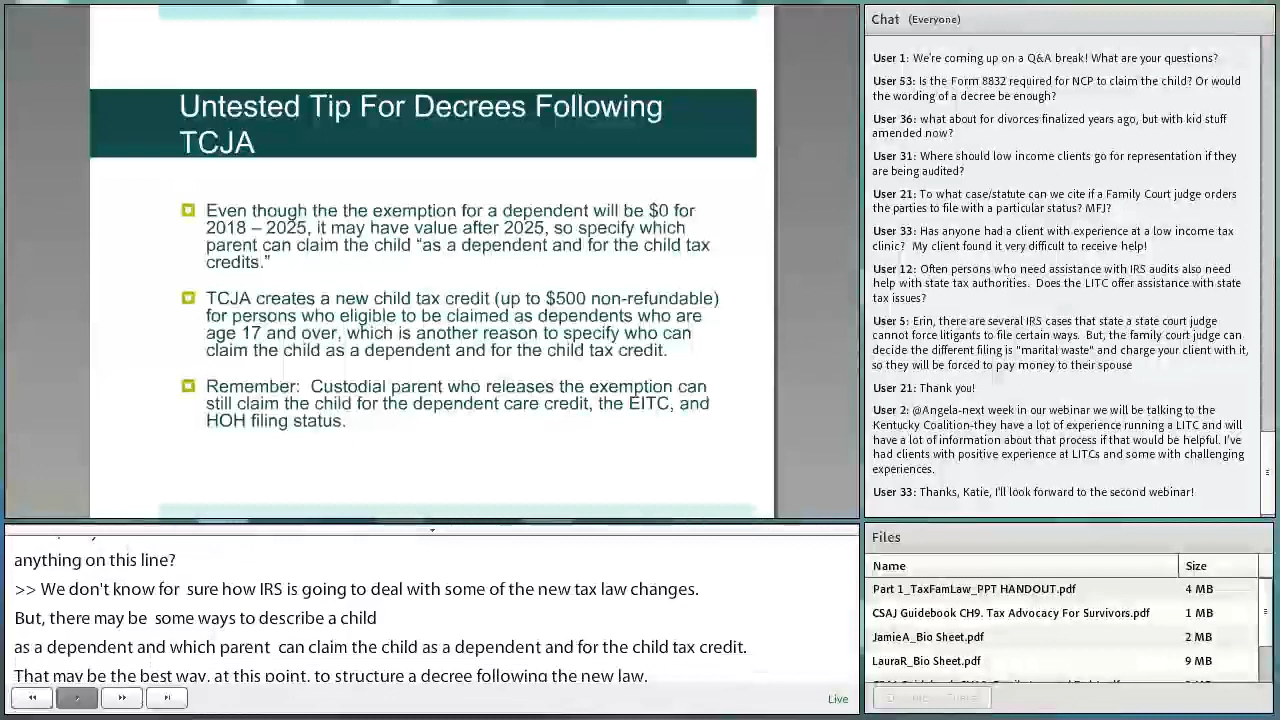 Untested Tip For Decrees Following
TCJA
Even though the the exemption for a dependent will be $0 for
2018 – 2025, it may have value after 2025, so specify which
parent can claim the child “as a dependent and for the child tax
credits.”
TCJA creates a new child tax credit (up to $500 non-refundable)
for persons who eligible to be claimed as dependents who are
age 17 and over, which is another reason to specify who can
claim the child as a dependent and for the child tax credit.
Remember: Custodial parent who releases the exemption can
still claim the child for the dependent care credit, the EITC, and
HOH filing status.
anything on this line?
>> We don't know for sure how IRS is going to deal with some of the new tax law changes.
But, there may be some ways to describe a child
as a dependent and which parent can claim the child as a dependent and for the child tax credit.
That may be the best way, at this point, to structure a decree following the new law.
Live
Chat (Everyone)
User 1: We're coming up on a Q&A break! What are your questions?
User 53: Is the Form 8832 required for NCP to claim the child? Or would
the wording of a decree be enough?
User 36: what about for divorces finalized years ago, but with kid stuff
amended now?
User 31: Where should low income clients go for representation if they
are being audited?
User 21: To what case/statute can we cite if a Family Court judge orders
the parties to file with a particular status? MFJ?
User 33: Has anyone had a client with experience at a low income tax
clinic? My client found it very difficult to receive help!
User 12: Often persons who need assistance with IRS audits also need
help with state tax authorities. Does the LITC offer assistance with state
tax issues?
User 5: Erin, there are several IRS cases that state a state court judge
cannot force litigants to file certain ways. But, the family court judge can
decide the different filing is "marital waste" and charge your client with it,
so they will be forced to pay money to their spouse
User 21: Thank you!
User 2: @Angela-next week in our webinar we will be talking to the
Kentucky Coalition-they have a lot of experience running a LITC and will
have a lot of information about that process if that would be helpful. I've
had clients with positive experience at LITCs and some with challenging
experiences.
User 33: Thanks, Katie, I'll look forward to the second webinar!
Files
Name Size
Part 1_TaxFamLaw_PPT HANDOUT.pdf 4 MB
CSAJ Guidebook CH9. Tax Advocacy For Survivors.pdf 1 MB
JamieA_Bio Sheet.pdf 2 MB
LauraR_Bio Sheet.pdf 9 MB